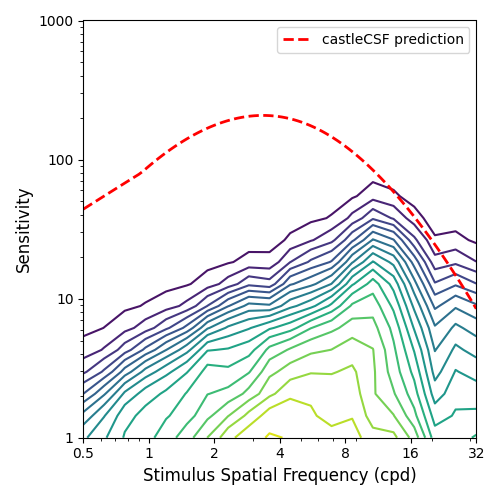 1000
castleCSF prediction
100
Sensitivity
10
1
0.5 1 2 4 8 16 32
Stimulus Spatial Frequency (cpd)